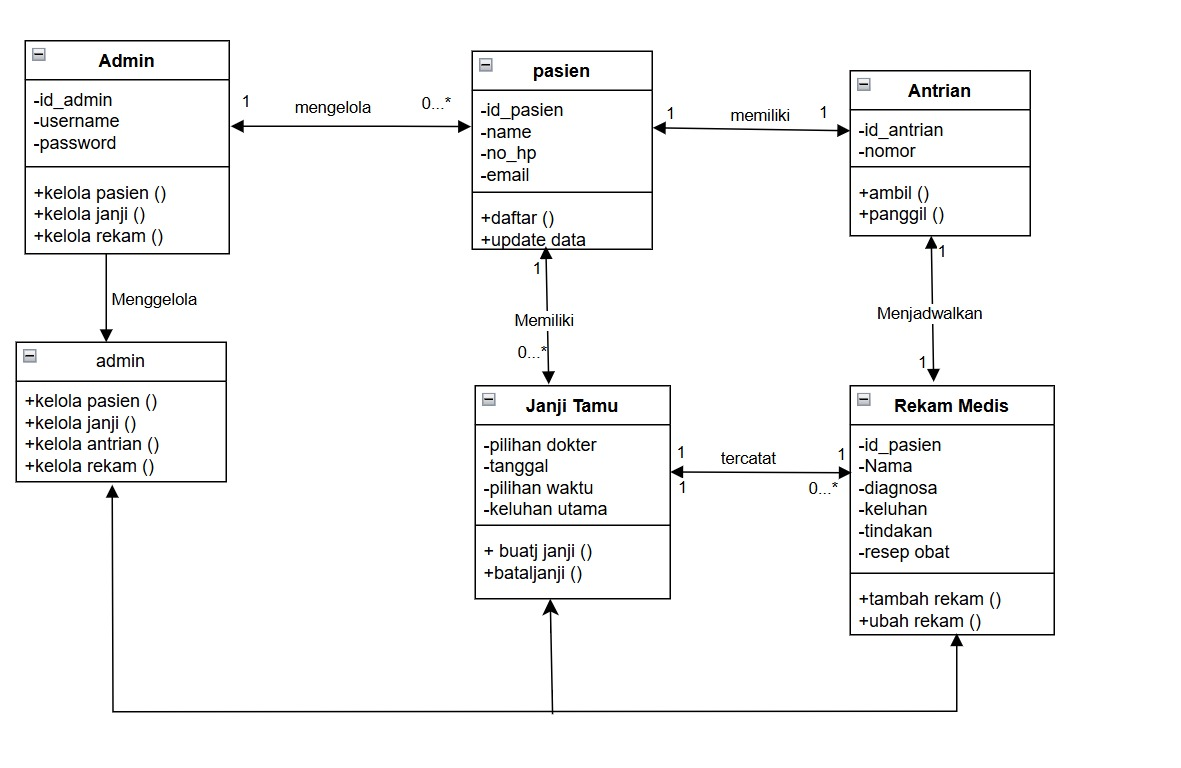 Admin
-id_admin
-username
-password
+kelola pasien ()
+kelola janji ()
+kelola rekam ()
1
mengelola
0...*
pasien
-id_pasien
-name
-no_hp
-email
+daftar ()
+update data
1
memiliki
1
Antrian
-id_antrian
-nomor
+ambil ()
+panggil ()
Menggelola
1
Memiliki
0...*
1
Menjadwalkan
1
admin
+kelola pasien ()
+kelola janji ()
+kelola antrian ()
+kelola rekam ()
Janji Tamu
-pilihan dokter
-tanggal
-pilihan waktu
-keluhan utama
+ buatj janji ()
+bataljanji ()
1
tercatat
1
1
0...*
Rekam Medis
-id_pasien
-Nama
-diagnosa
-keluhan
-tindakan
-resep obat
+tambah rekam ()
+ubah rekam ()